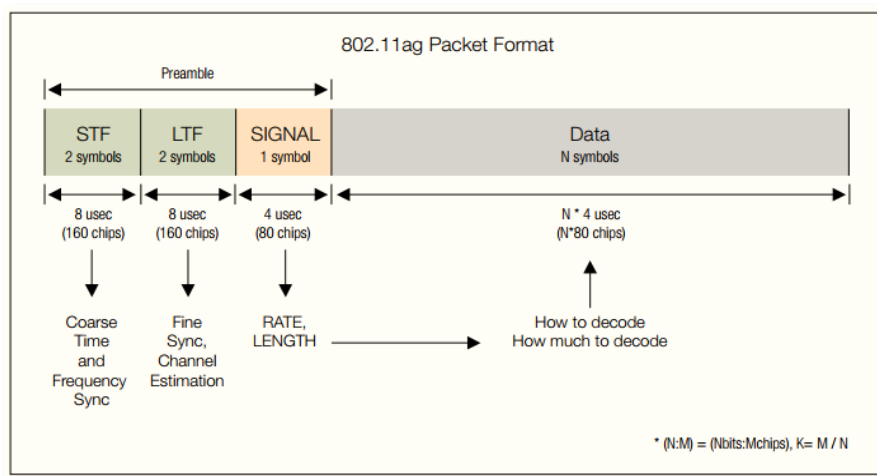 802.11ag Packet Format
Preamble
STF
LTF
SIGNAL
Data
2 symbols
2 symbols
1 symbol
N symbols
8 usec
(160 chips)
8 usec
(160 chips)
4 usec
(80 chips)
N * 4 usec
(N*80 chips)
Coarse
Time
and
Frequency
Sync
Fine
Sync,
Channel
Estimation
RATE,
LENGTH
How to decode
How much to decode
* (N:M) = (Nbits:Mchips), K= M / N